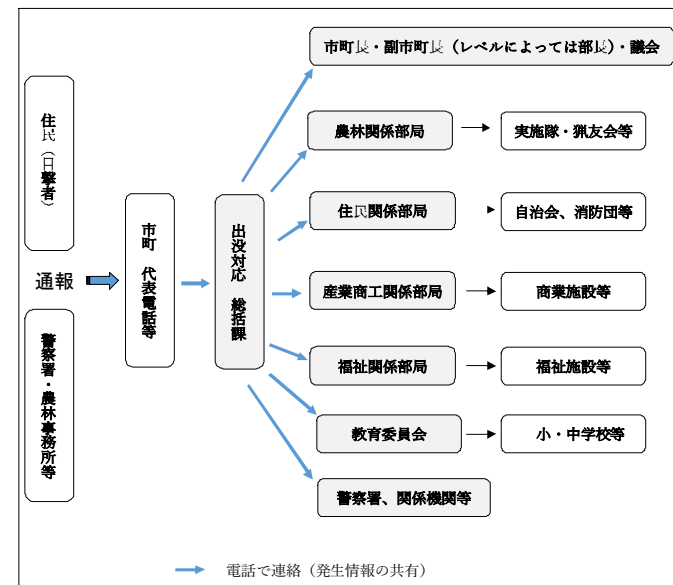 市町長・副市町長（レベルによっては部長）・議会
住民（目撃者）
農林関係部局
実施隊・猟友会等
住民関係部局
自治会、消防団等
市町 代表電話等
出没対応 総括課
通報
産業商工関係部局
商業施設等
警察署・農林事務所等
福祉関係部局
福祉施設等
教育委員会
小・中学校等
警察署、関係機関等
電話で連絡（発生情報の共有）